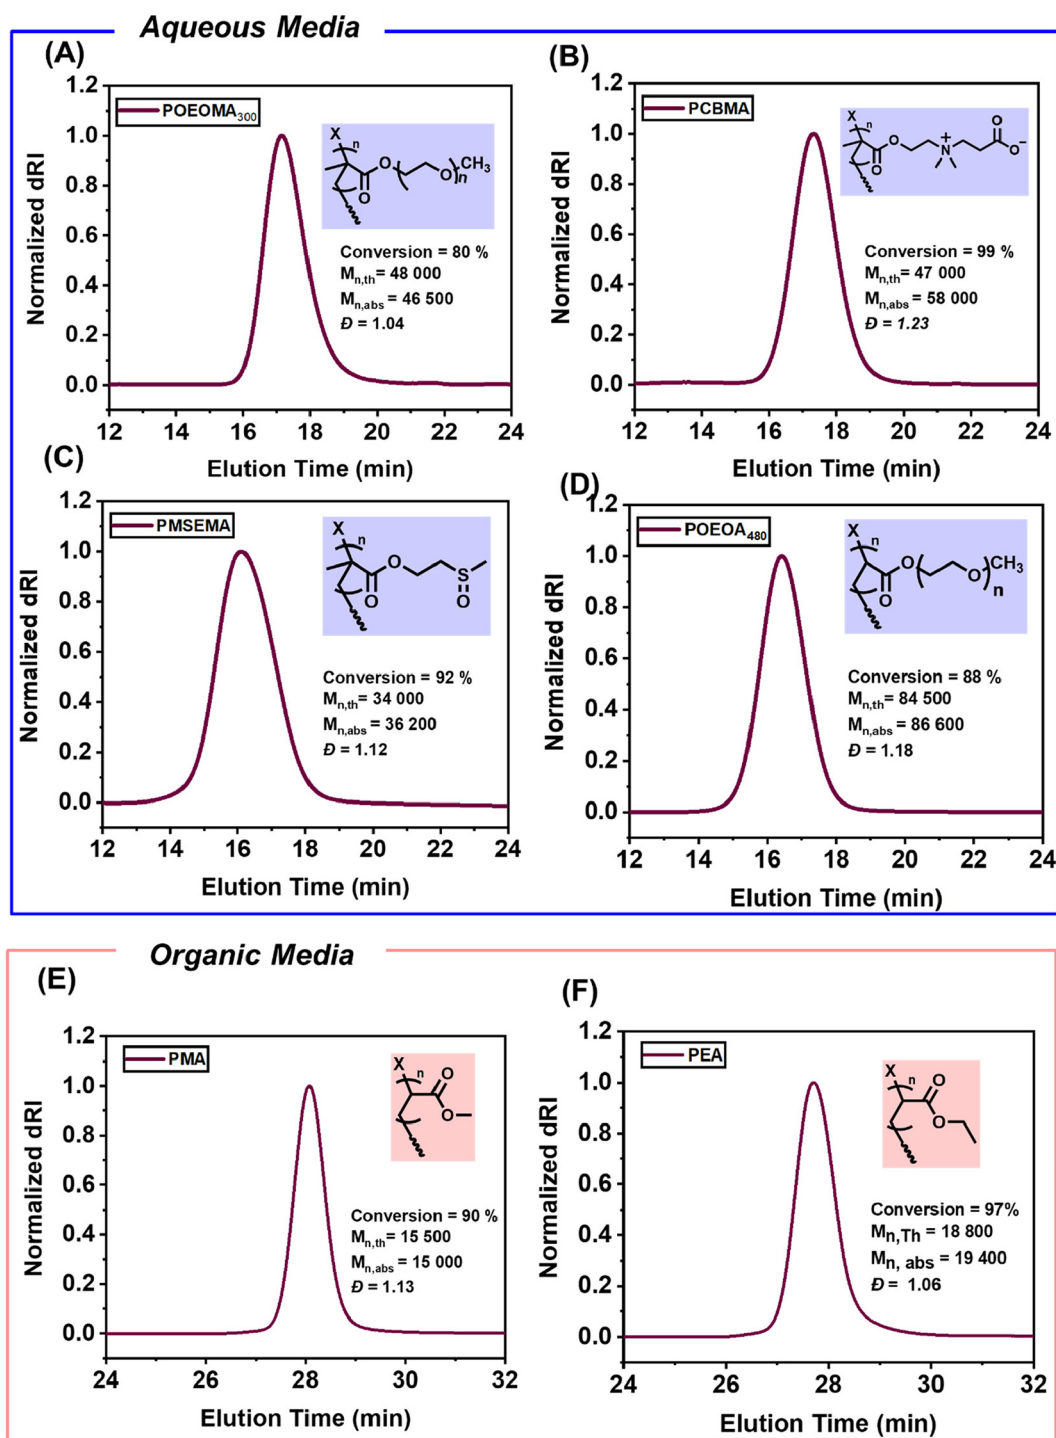 Aqueous Media
(A)
1.2
1.0
0.8
0.6
0.4
0.2
0.0
Normalized dRI
POEOMA300
X
n
O
O
O
n
CH3
Conversion = 80 %
Mn,th= 48 000
Mn,abs = 46 500
Đ = 1.04
12 14 16 18 20 22 24
Elution Time (min)
(B)
1.2
1.0
0.8
0.6
0.4
0.2
0.0
Normalized dRI
PCBMA
X
n
O
O
N+
O
O−
Conversion = 99 %
Mn,th= 47 000
Mn,abs = 58 000
Đ = 1.23
12 14 16 18 20 22 24
Elution Time (min)
(C)
1.2
1.0
0.8
0.6
0.4
0.2
0.0
Normalized dRI
PMSEMA
X
n
O
O
S
O
Conversion = 92 %
Mn,th= 34 000
Mn,abs = 36 200
Đ = 1.12
12 14 16 18 20 22 24
Elution Time (min)
(D)
1.2
1.0
0.8
0.6
0.4
0.2
0.0
Normalized dRI
POEOA480
X
n
O
O
O
n
CH3
Conversion = 88 %
Mn,th= 84 500
Mn,abs = 86 600
Đ = 1.18
12 14 16 18 20 22 24
Elution Time (min)
Organic Media
(E)
1.2
1.0
0.8
0.6
0.4
0.2
0.0
Normalized dRI
PMA
X
n
O
O
Conversion = 90 %
Mn,th= 15 500
Mn,abs = 15 000
Đ = 1.13
24 26 28 30 32
Elution Time (min)
(F)
1.2
1.0
0.8
0.6
0.4
0.2
0.0
Normalized dRI
PEA
X
n
O
O
Conversion = 97%
Mn,Th = 18 800
Mn, abs = 19 400
Đ = 1.06
24 26 28 30 32
Elution Time (min)